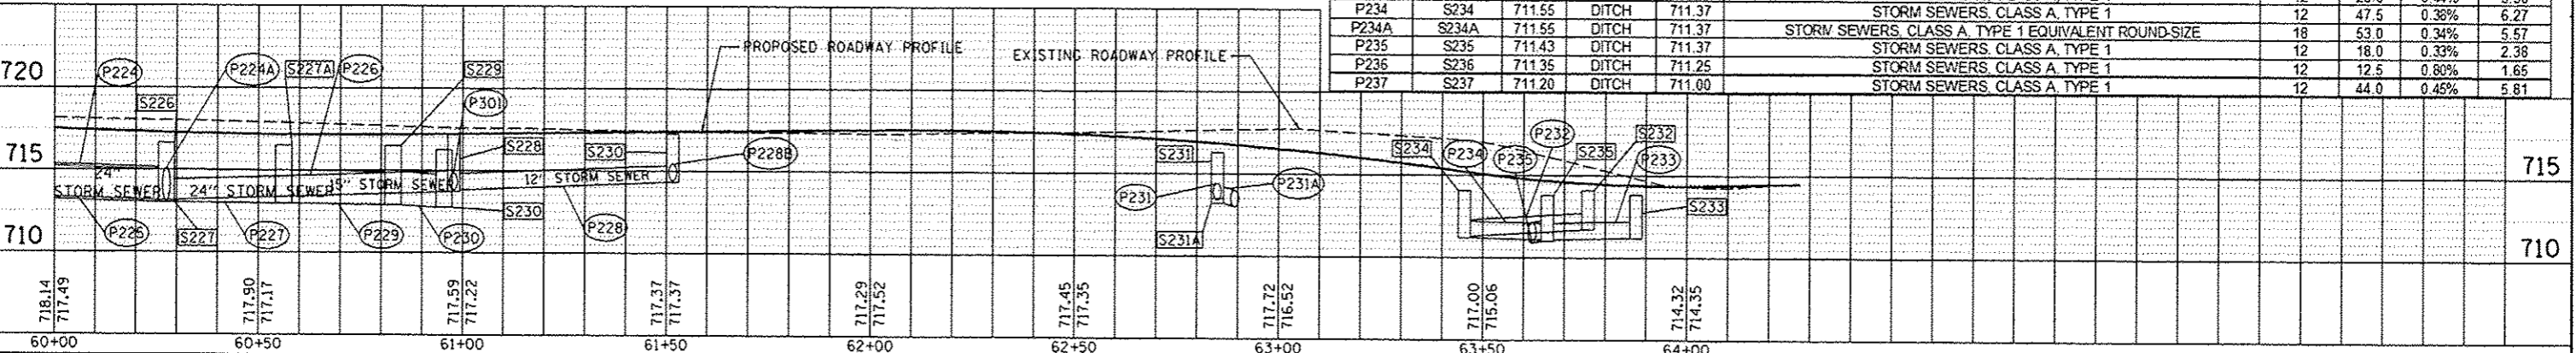 P234 S234 711.55 DITCH 711.37 STORM SEWERS, CLASS A, TYPE 1 12 47.5 0.38% 6.27
P234A S234A 711.55 DITCH 711.37 STORM SEWERS, CLASS A, TYPE 1 EQUIVALENT ROUND-SIZE 18 53.0 0.34% 5.57
P235 S235 711.43 DITCH 711.37 STORM SEWERS, CLASS A, TYPE 1 12 18.0 0.33% 2.38
P236 S236 711.35 DITCH 711.25 STORM SEWERS, CLASS A, TYPE 1 12 12.5 0.80% 1.65
P237 S237 711.20 DITCH 711.00 STORM SEWERS, CLASS A, TYPE 1 12 44.0 0.45% 5.81
PROPOSED ROADWAY PROFILE
EXISTING ROADWAY PROFILE
720
P224 P224A S227A P226 S229
S226 P301
S228 S230 P228B
S231 S234 P234 P235 P232 S235 S232 P233
715 715
24" STORM SEWER 24" STORM SEWER 15" STORM SEWER 12" STORM SEWER
P231 P231A
S233
710 710
P225 S227 P227 P229 P230 S230 P228
S231A
718.14 717.90 717.59 717.37 717.29 717.45 717.72 717.00 714.32
717.49 717.17 717.22 717.37 717.52 717.35 716.52 715.06 714.35
60+00 60+50 61+00 61+50 62+00 62+50 63+00 63+50 64+00